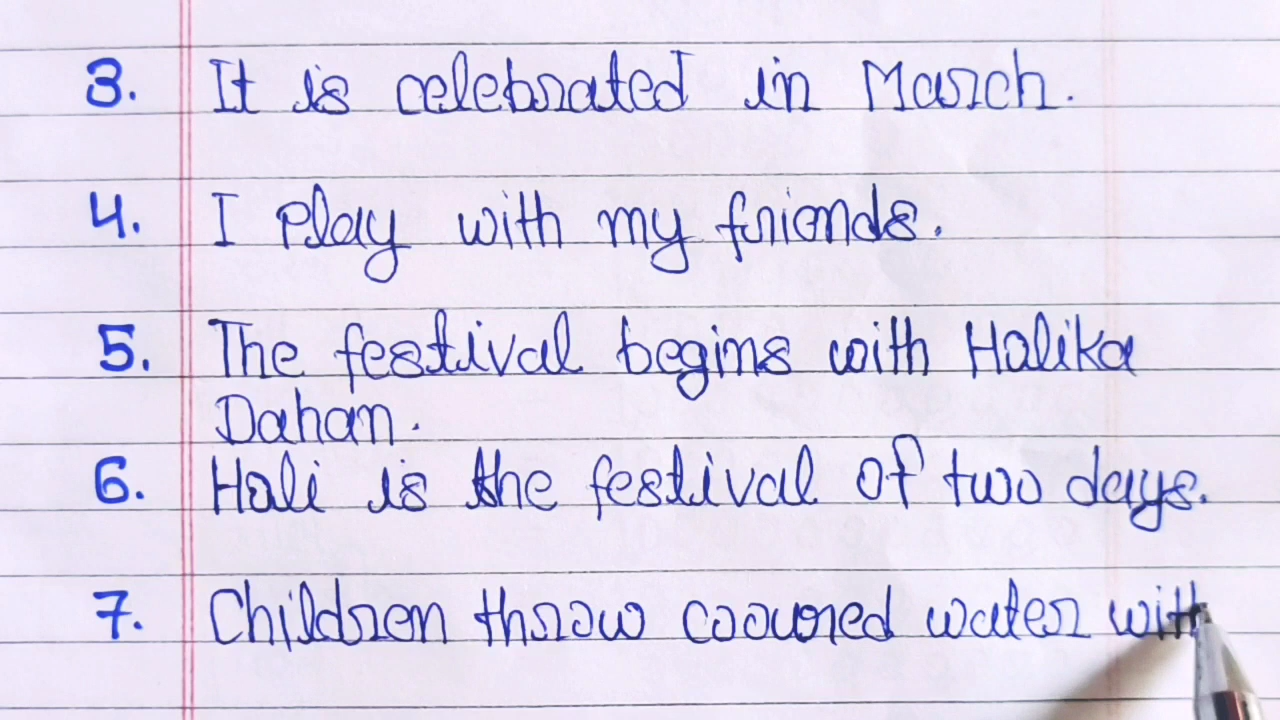 3. It is celebrated in March.
4. I play with my friends.
5. The festival begins with Holika
Dahan.
6. Holi is the festival of two days.
7. Children throw coowred water with